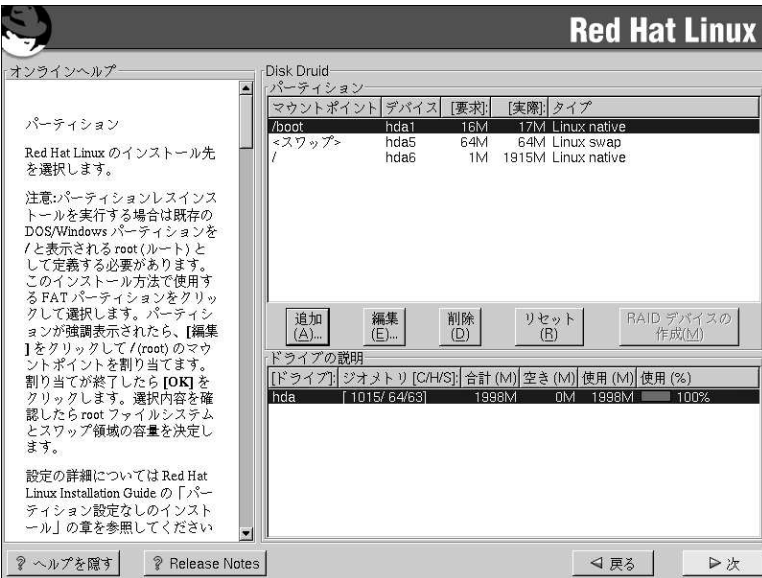 Red Hat Linux
オンラインヘルプ
パーティション
Red Hat Linux のインストール先
を選択します。
注意:パーティションレスインス
トールを実行する場合は既存の
DOS/Windows パーティションを
/ と表示される root (ルート) と
して定義する必要があります。
このインストール方法で使用す
る FAT パーティションをクリッ
クして選択します。パーティシ
ョンが強調表示されたら、[編集
] をクリックして / (root) のマウ
ントポイントを割り当てます。
割り当てが終了したら [OK] を
クリックします。選択内容を確
認したら root ファイルシステム
とスワップ領域の容量を決定し
ます。
設定の詳細については Red Hat
Linux Installation Guide の「パー
ティション設定なしのインスト
ール」の章を参照してください
Disk Druid
パーティション
マウントポイント デバイス [要求]: [実際]: タイプ
/boot hda1 16M 17M Linux native
<スワップ> hda5 64M 64M Linux swap
/ hda6 1M 1915M Linux native
追加
(A)...
編集
(E)...
削除
(D)
リセット
(R)
RAID デバイスの
作成(M)
ドライブの説明
[ドライブ]: ジオメトリ [C/H/S]: 合計 (M) 空き (M) 使用 (M) 使用 (%)
hda [ 1015/ 64/63] 1998M 0M 1998M 100%
? ヘルプを隠す
? Release Notes
戻る
次